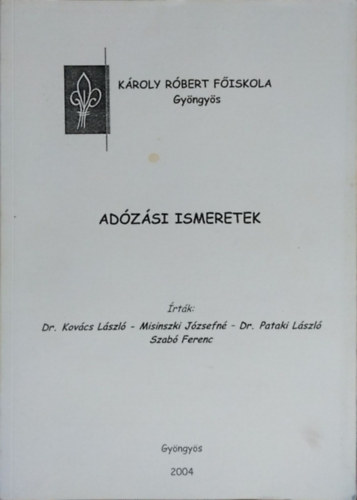 KÁROLY RÓBERT FŐISKOLA
Gyöngyös
ADÓZÁSI ISMERETEK
Írták:
Dr. Kovács László - Misinszki Józsefné - Dr. Pataki László
Szabó Ferenc
Gyöngyös
2004